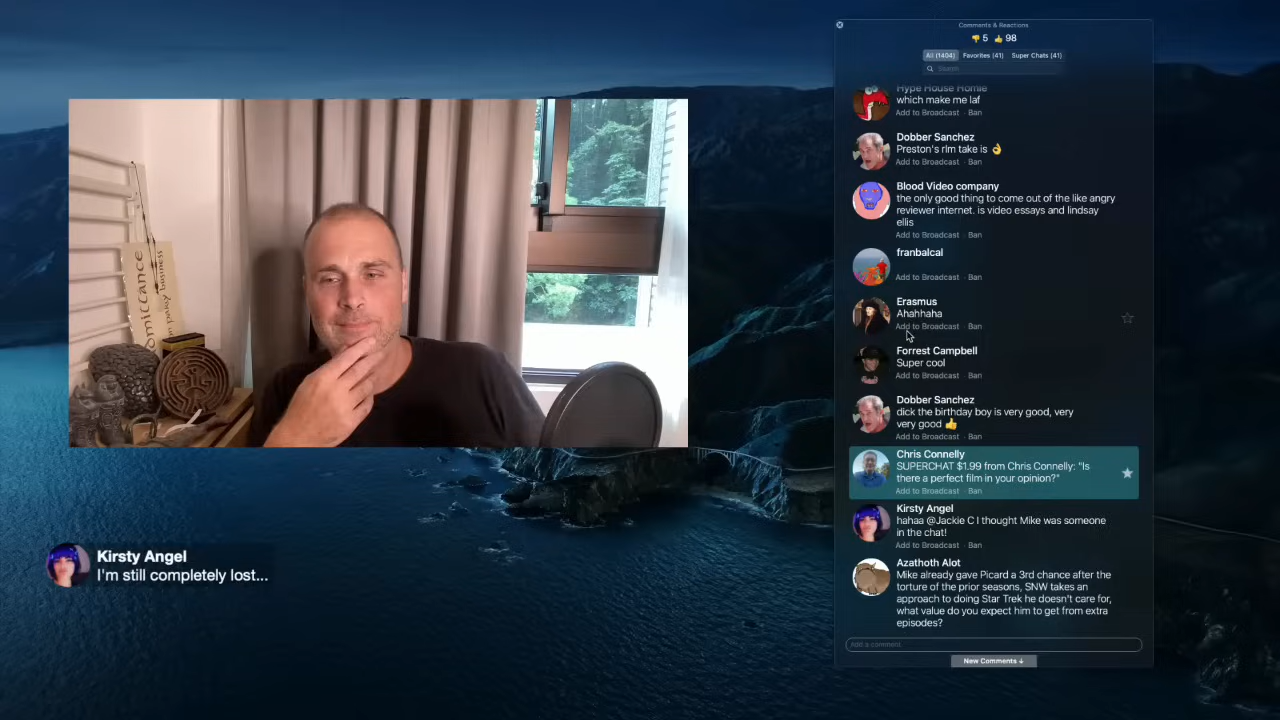 Comments & Reactions
👎 5 👍 98
All (1404) Favorites (41) Super Chats (41)
Search
Hype House Homie
which make me laf
Add to Broadcast · Ban
Dobber Sanchez
Preston's rlm take is 👌
Add to Broadcast · Ban
Blood Video company
the only good thing to come out of the like angry
reviewer internet. is video essays and lindsay
ellis
Add to Broadcast · Ban
franbalcal
Add to Broadcast · Ban
Erasmus
Ahahhaha
Add to Broadcast · Ban
Forrest Campbell
Super cool
Add to Broadcast · Ban
Dobber Sanchez
dick the birthday boy is very good, very
very good 👍
Add to Broadcast · Ban
Chris Connelly
SUPERCHAT $1.99 from Chris Connelly: "Is
there a perfect film in your opinion?"
Add to Broadcast · Ban
Kirsty Angel
hahaa @Jackie C I thought Mike was someone
in the chat!
Add to Broadcast · Ban
Azathoth Alot
Mike already gave Picard a 3rd chance after the
torture of the prior seasons, SNW takes an
approach to doing Star Trek he doesn't care for,
what value do you expect him to get from extra
episodes?
Add a comment
New Comments ↓
Kirsty Angel
I'm still completely lost...
business